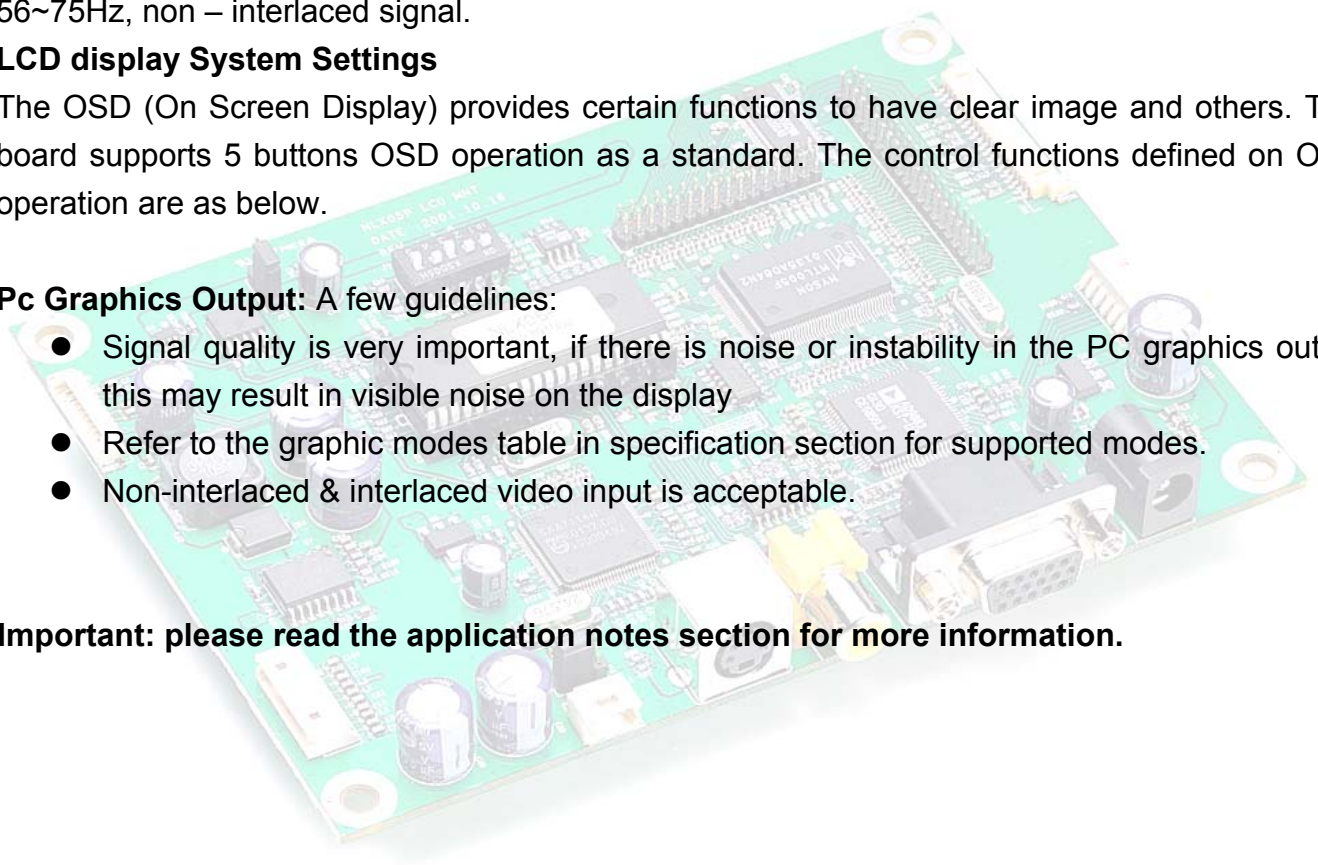 56~75Hz, non – interlaced signal.
LCD display System Settings
The OSD (On Screen Display) provides certain functions to have clear image and others. T
board supports 5 buttons OSD operation as a standard. The control functions defined on O
operation are as below.
Pc Graphics Output: A few guidelines:
● Signal quality is very important, if there is noise or instability in the PC graphics out
this may result in visible noise on the display
● Refer to the graphic modes table in specification section for supported modes.
● Non-interlaced & interlaced video input is acceptable.
Important: please read the application notes section for more information.